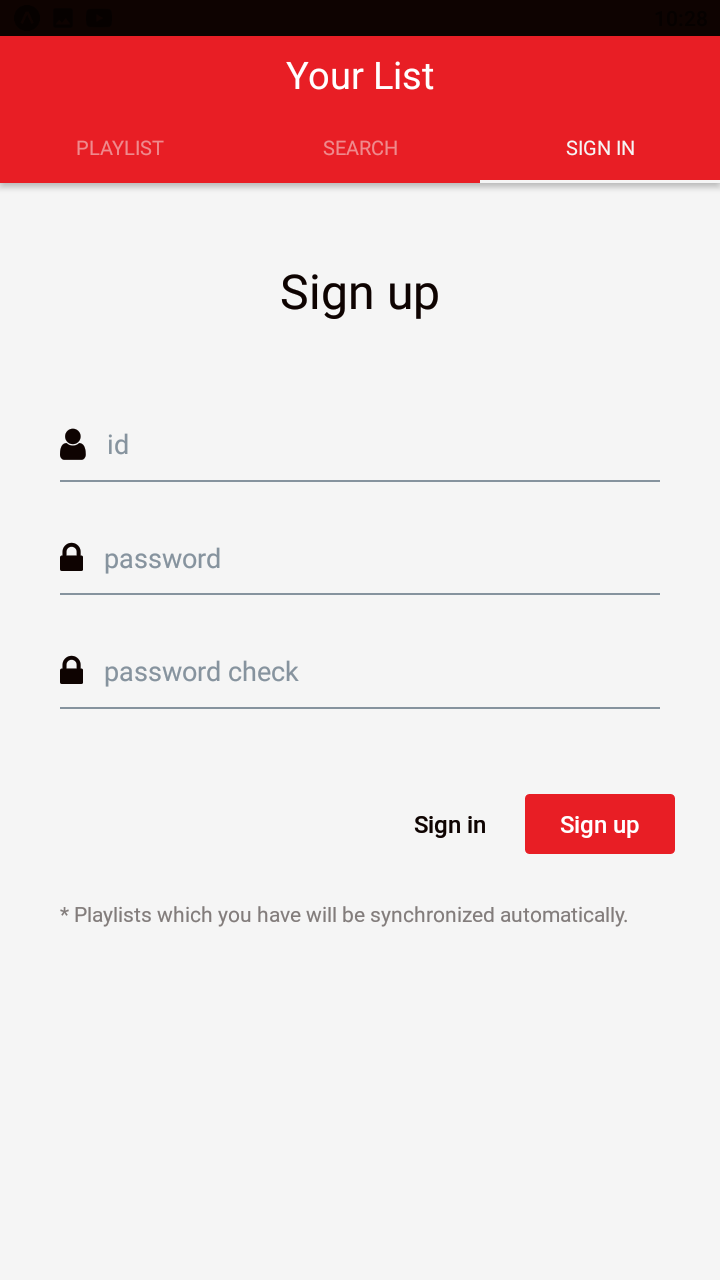 10:28
Your List
PLAYLIST SEARCH SIGN IN
Sign up
id
password
password check
Sign in Sign up
* Playlists which you have will be synchronized automatically.